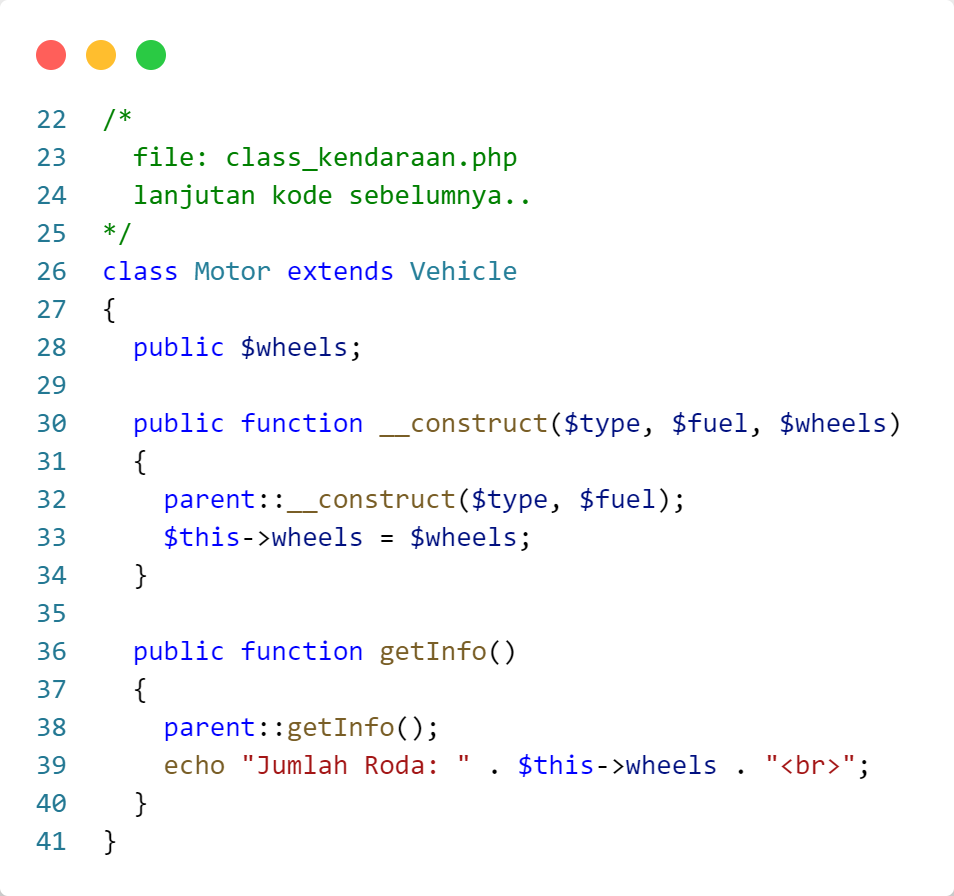 22 /*
23   file: class_kendaraan.php
24   lanjutan kode sebelumnya..
25 */
26 class Motor extends Vehicle
27 {
28   public $wheels;
29
30   public function __construct($type, $fuel, $wheels)
31   {
32     parent::__construct($type, $fuel);
33     $this->wheels = $wheels;
34   }
35
36   public function getInfo()
37   {
38     parent::getInfo();
39     echo "Jumlah Roda: " . $this->wheels . "<br>";
40   }
41 }